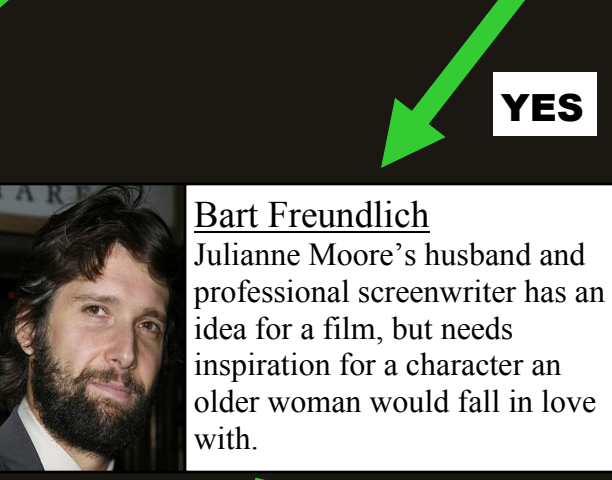 YES
ARE
Bart Freundlich
Julianne Moore’s husband and
professional screenwriter has an
idea for a film, but needs
inspiration for a character an
older woman would fall in love
with.